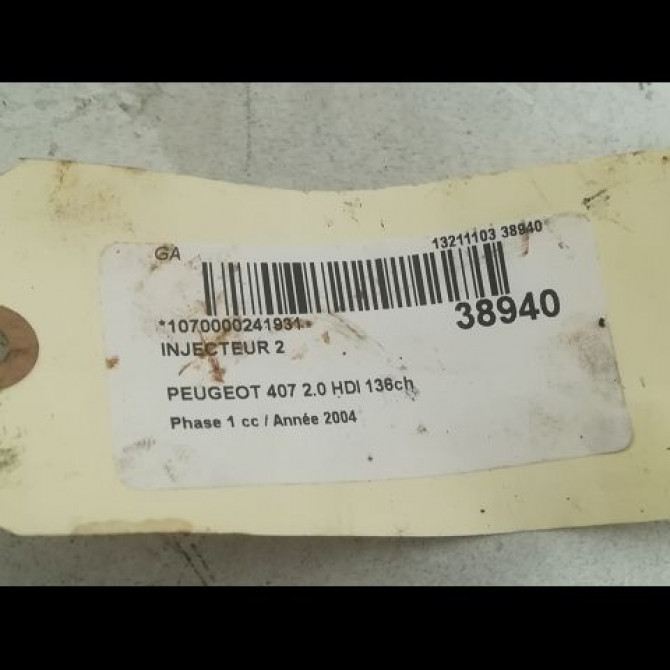 GA
13211103 38940
*1070000241931*
38940
INJECTEUR 2
PEUGEOT 407 2.0 HDI 136ch
Phase 1 cc / Année 2004